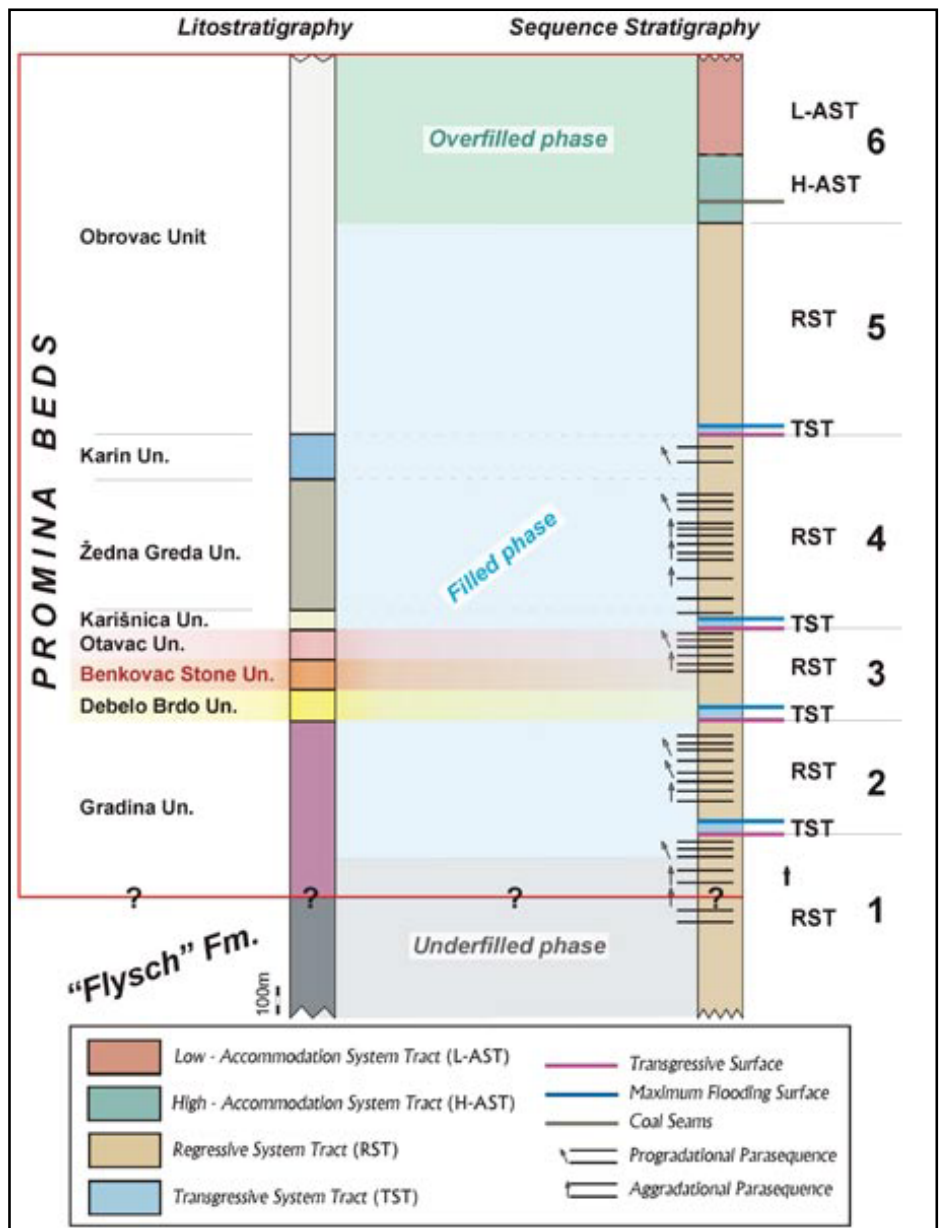 Litostratigraphy
Sequence Stratigraphy
L-AST
6
Overfilled phase
H-AST
Obrovac Unit
RST 5
PROMINA BEDS
TST
Karin Un.
RST 4
Žedna Greda Un.
Filled phase
Karišnica Un.
TST
Otavac Un.
RST 3
Benkovac Stone Un.
Debelo Brdo Un.
TST
RST 2
Gradina Un.
TST
? ? ? ?
1
RST
"Flysch" Fm.
Underfilled phase
100m
Low - Accommodation System Tract (L-AST)
High - Accommodation System Tract (H-AST)
Regressive System Tract (RST)
Transgressive System Tract (TST)
Transgressive Surface
Maximum Flooding Surface
Coal Seams
Progradational Parasequence
Aggradational Parasequence